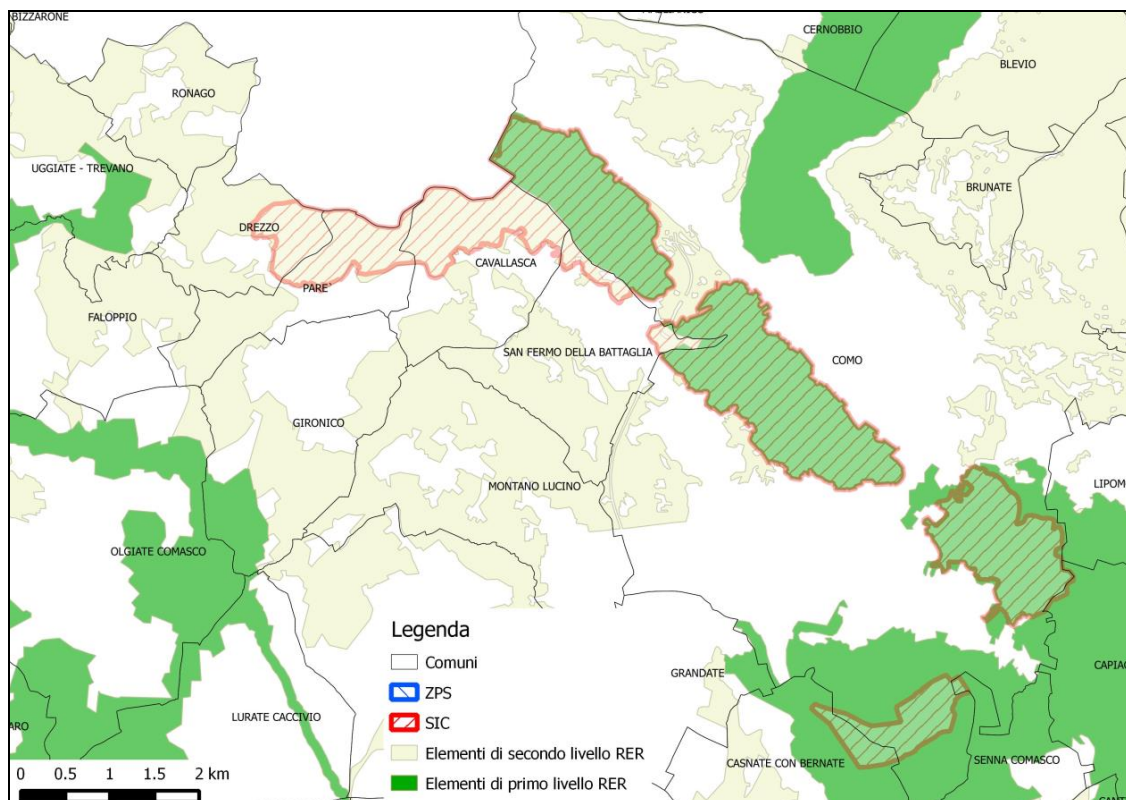 BIZZARONE
CERNOBBIO
BLEVIO
RONAGO
UGGIATE - TREVANO
BRUNATE
DREZZO
CAVALLASCA
PARE'
FALOPPIO
SAN FERMO DELLA BATTAGLIA
COMO
GIRONICO
MONTANO LUCINO
LIPOM
OLGIATE COMASCO
Legenda
Comuni
ZPS
SIC
Elementi di secondo livello RER
Elementi di primo livello RER
GRANDATE
CAPIAG
ARO
LURATE CACCIVIO
CASNATE CON BERNATE
SENNA COMASCO
0 0.5 1 1.5 2 km